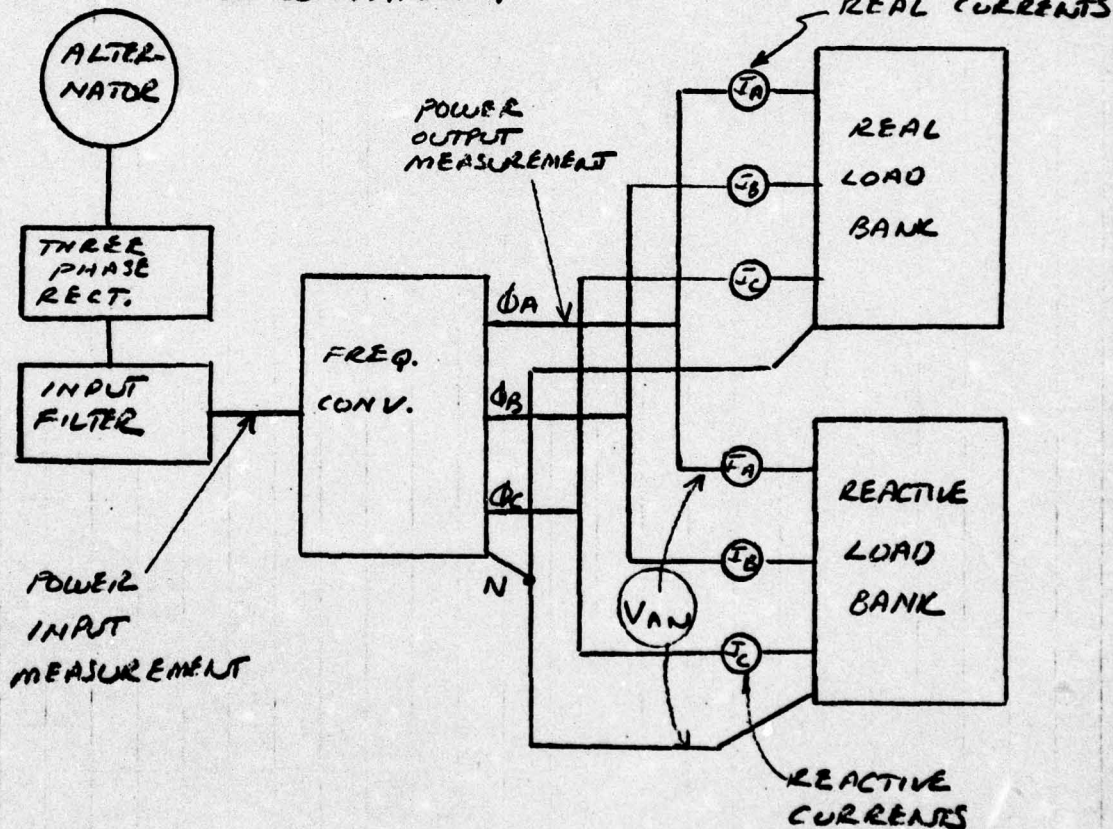 REAL CURRENTS
ALTER-
NATOR
POWER
OUTPUT
MEASUREMENT
IA
IB
IC
REAL
LOAD
BANK
THREE
PHASE
RECT.
INPUT
FILTER
FREQ.
CONV.
ϕA
ϕB
ϕC
N
POWER
INPUT
MEASUREMENT
VAN
IA
IB
IC
REACTIVE
LOAD
BANK
REACTIVE
CURRENTS